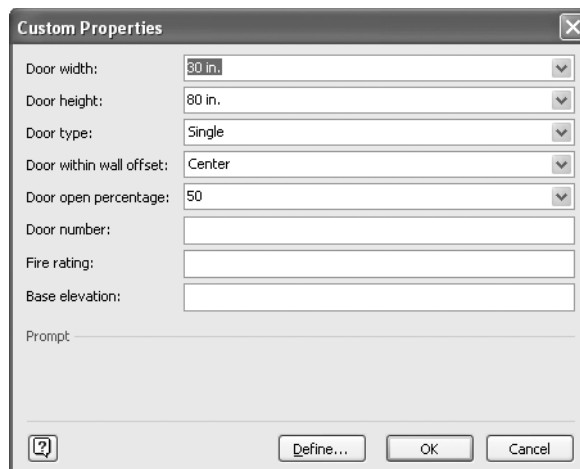 Custom Properties
Door width: 30 in.
Door height: 80 in.
Door type: Single
Door within wall offset: Center
Door open percentage: 50
Door number:
Fire rating:
Base elevation:
Prompt
? Define... OK Cancel